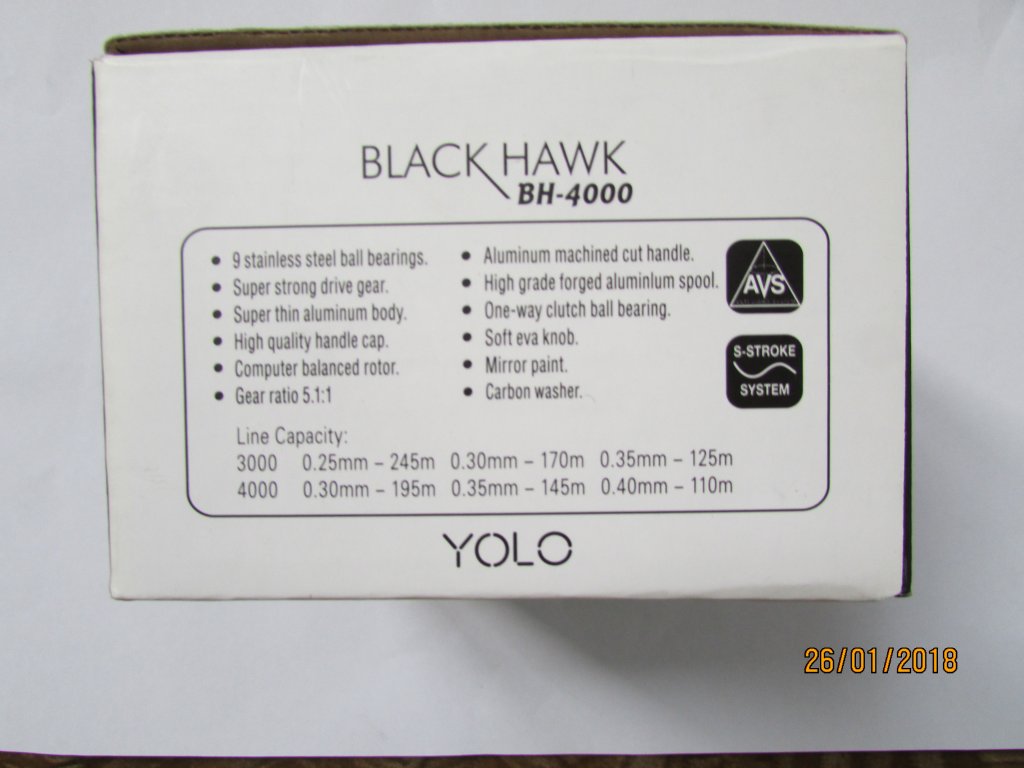 BLACK HAWK
BH-4000
• 9 stainless steel ball bearings.
• Super strong drive gear.
• Super thin aluminum body.
• High quality handle cap.
• Computer balanced rotor.
• Gear ratio 5.1:1
• Aluminum machined cut handle.
• High grade forged aluminlum spool.
• One-way clutch ball bearing.
• Soft eva knob.
• Mirror paint.
• Carbon washer.
AVS
S-STROKE
SYSTEM
Line Capacity:
3000 0.25mm – 245m 0.30mm – 170m 0.35mm – 125m
4000 0.30mm – 195m 0.35mm – 145m 0.40mm – 110m
YOLO
26/01/2018